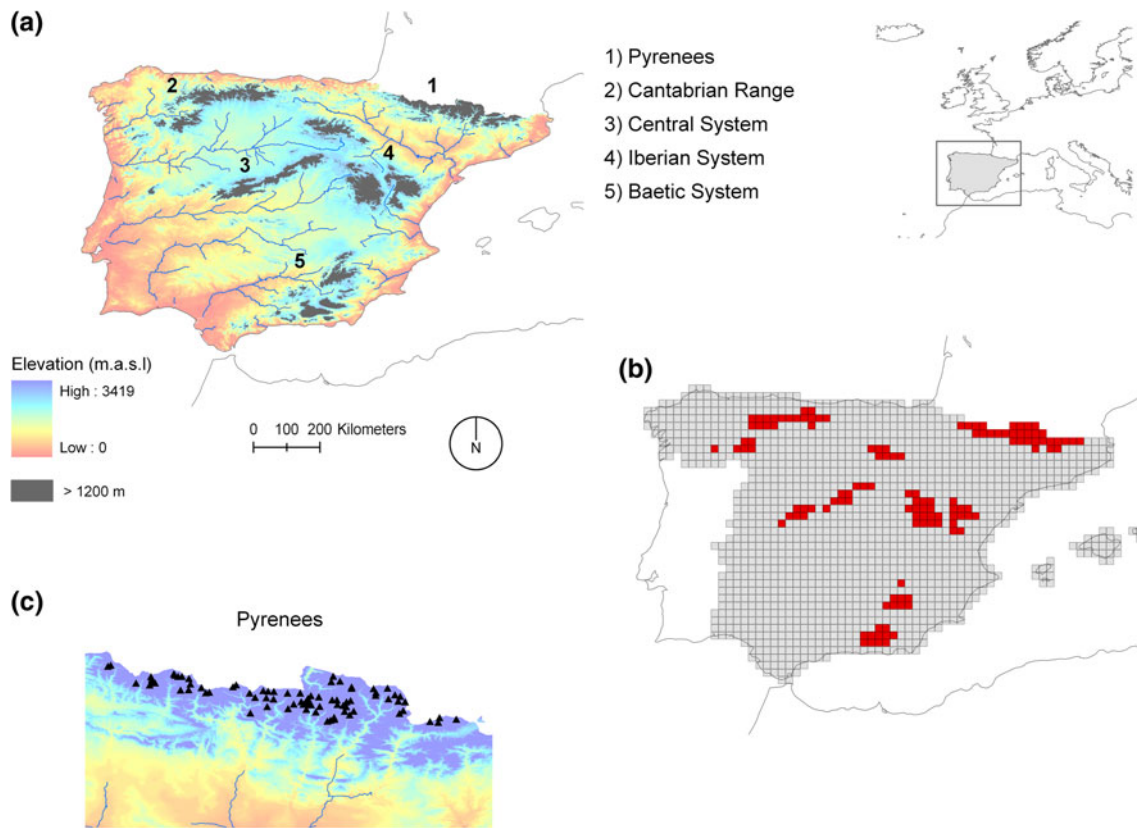 (a)
2
1
3
4
5
1) Pyrenees
2) Cantabrian Range
3) Central System
4) Iberian System
5) Baetic System
Elevation (m.a.s.l)
High : 3419
Low : 0
> 1200 m
0 100 200 Kilometers
N
(b)
(c)
Pyrenees